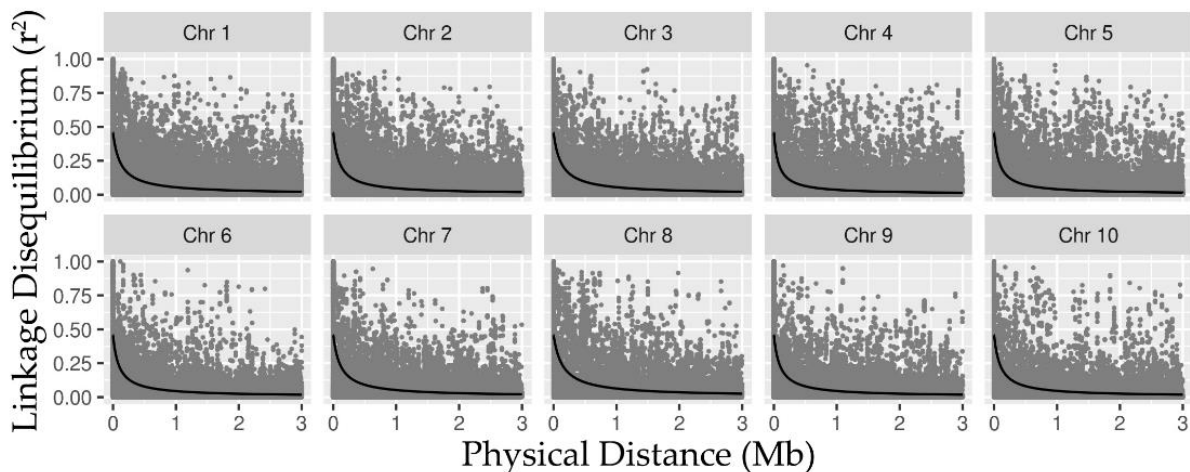 Linkage Disequilibrium (r²)
Chr 1 Chr 2 Chr 3 Chr 4 Chr 5
1.00
0.75
0.50
0.25
0.00
Chr 6 Chr 7 Chr 8 Chr 9 Chr 10
1.00
0.75
0.50
0.25
0.00
0 1 2 3 0 1 2 3 0 1 2 3 0 1 2 3 0 1 2 3
Physical Distance (Mb)